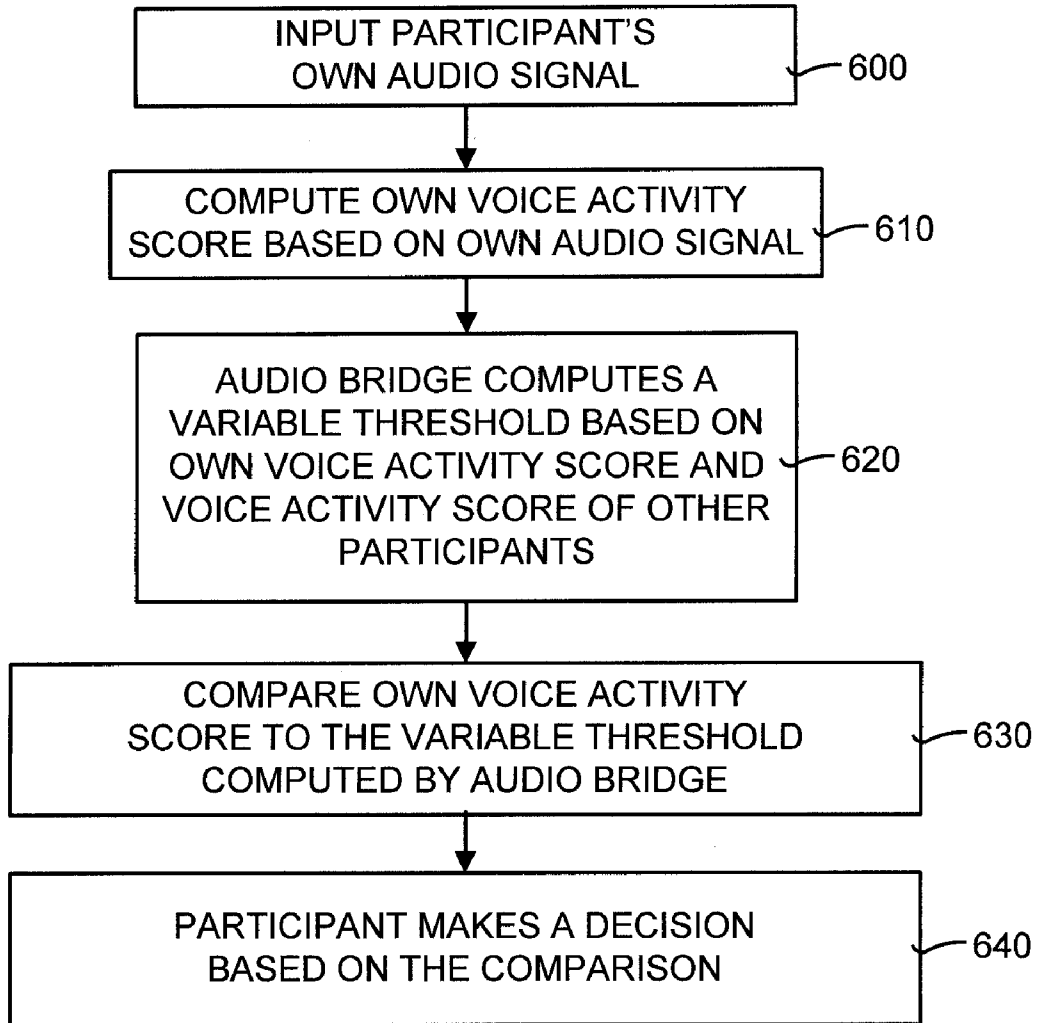 INPUT PARTICIPANT'S
OWN AUDIO SIGNAL
600
COMPUTE OWN VOICE ACTIVITY
SCORE BASED ON OWN AUDIO SIGNAL
610
AUDIO BRIDGE COMPUTES A
VARIABLE THRESHOLD BASED ON
OWN VOICE ACTIVITY SCORE AND
VOICE ACTIVITY SCORE OF OTHER
PARTICIPANTS
620
COMPARE OWN VOICE ACTIVITY
SCORE TO THE VARIABLE THRESHOLD
COMPUTED BY AUDIO BRIDGE
630
PARTICIPANT MAKES A DECISION
BASED ON THE COMPARISON
640